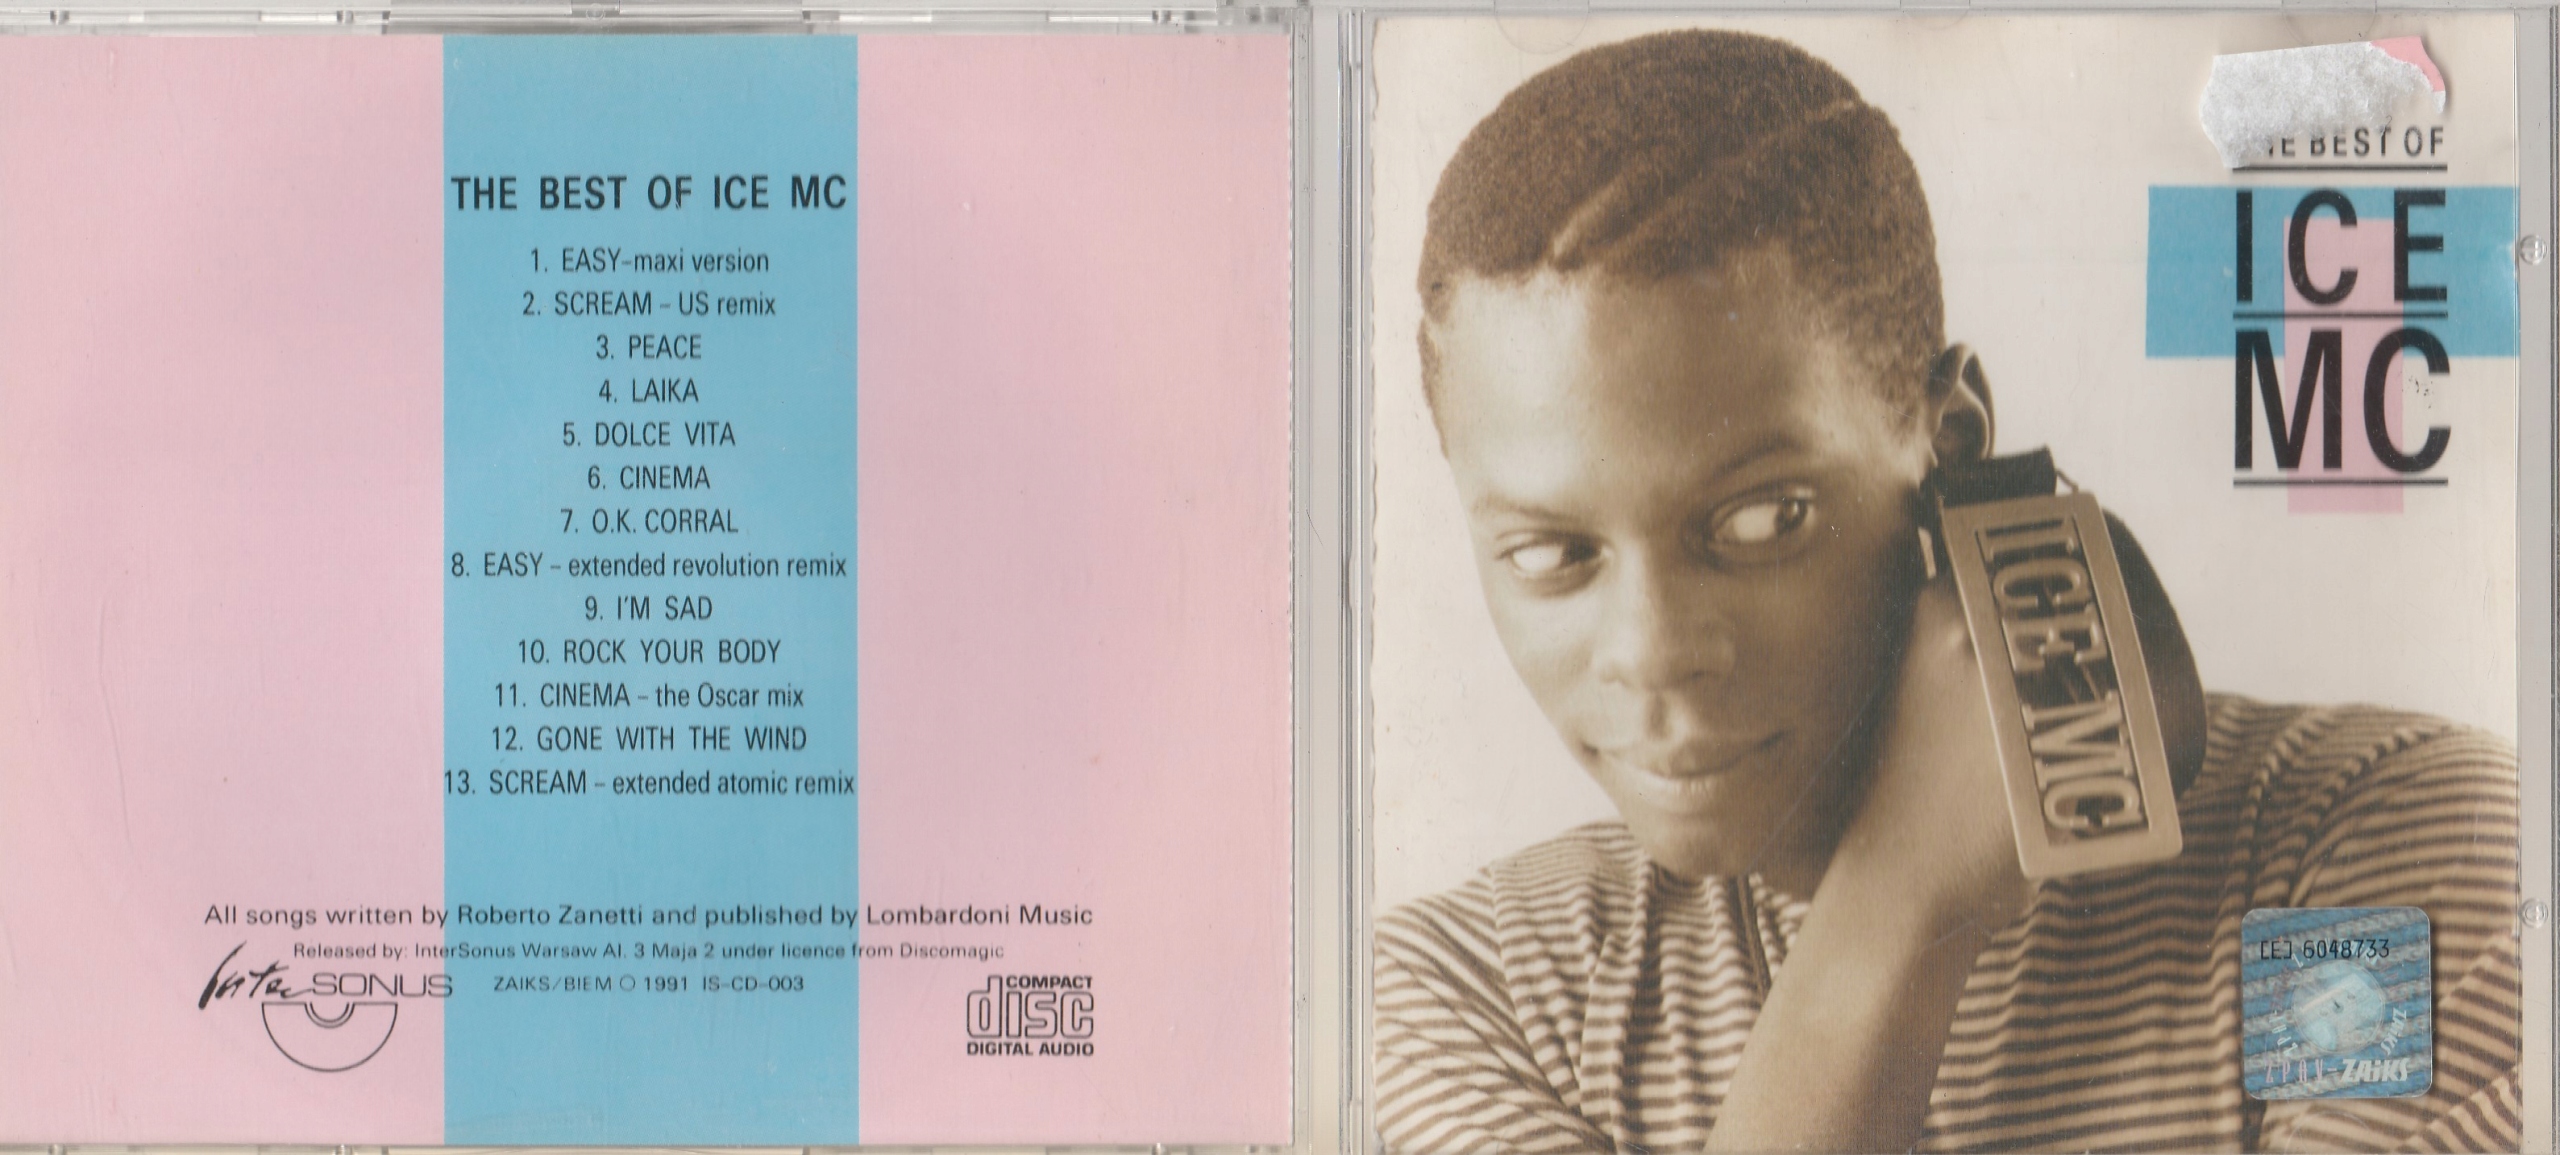 THE BEST OF ICE MC
1. EASY-maxi version
2. SCREAM - US remix
3. PEACE
4. LAIKA
5. DOLCE VITA
6. CINEMA
7. O.K. CORRAL
8. EASY - extended revolution remix
9. I'M SAD
10. ROCK YOUR BODY
11. CINEMA - the Oscar mix
12. GONE WITH THE WIND
13. SCREAM - extended atomic remix
All songs written by Roberto Zanetti and published by Lombardoni Music
Released by: InterSonus Warsaw Al. 3 Maja 2 under licence from Discomagic
Inter SONUS
ZAIKS/BIEM O 1991 IS-CD-003
COMPACT
disc
DIGITAL AUDIO
BEST OF
ICE
MC
ICE-MC
CEJ 6048733
ZPAV-ZAiKS